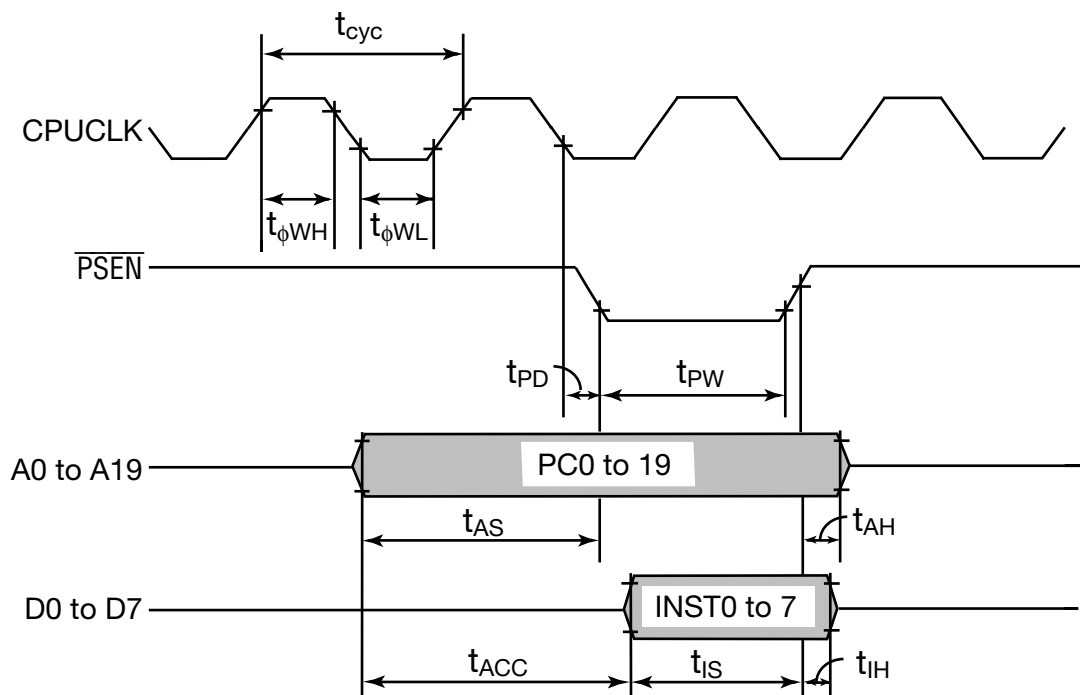 tcyc
CPUCLK
tϕWH
tϕWL
PSEN
tPD
tPW
A0 to A19
PC0 to 19
tAS
tAH
D0 to D7
INST0 to 7
tACC
tIS
tIH